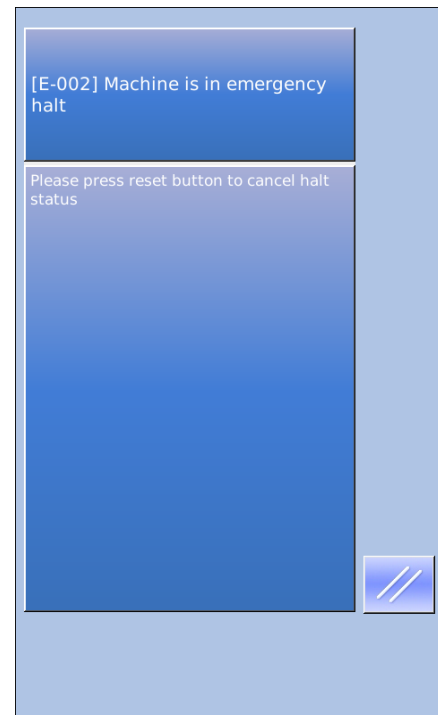 [E-002] Machine is in emergency
halt
Please press reset button to cancel halt
status